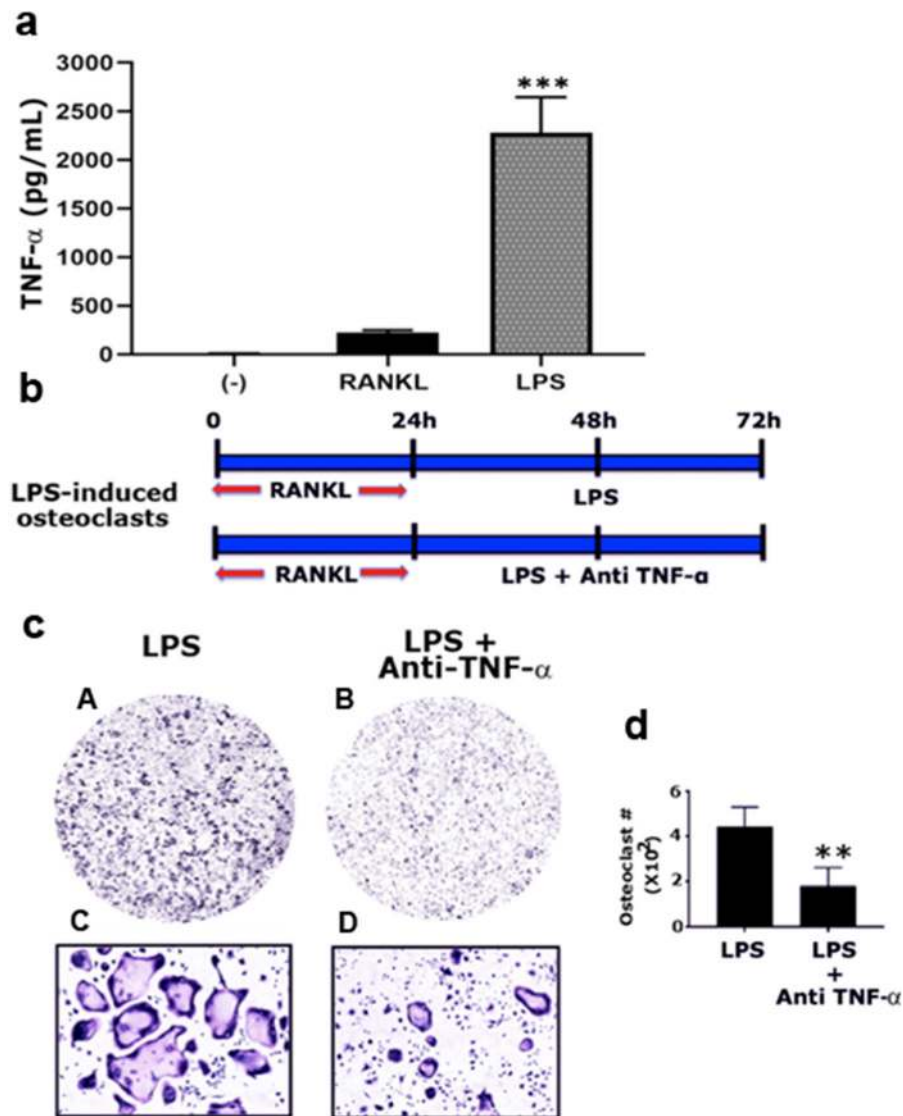 a
3000
2500
2000
1500
1000
500
0
TNF-α (pg/mL)
***
(-) RANKL LPS
b
0 24h 48h 72h
LPS-induced
osteoclasts
RANKL LPS
RANKL LPS + Anti TNF-α
c
LPS
LPS +
Anti-TNF-α
A B
C D
d
6
4
2
0
Osteoclast #
(X10²)
**
LPS LPS
+
Anti TNF-α